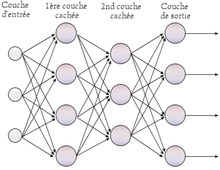 Couche
d'entrée
1ère couche
cachée
2nd couche
cachée
Couche
de sortie